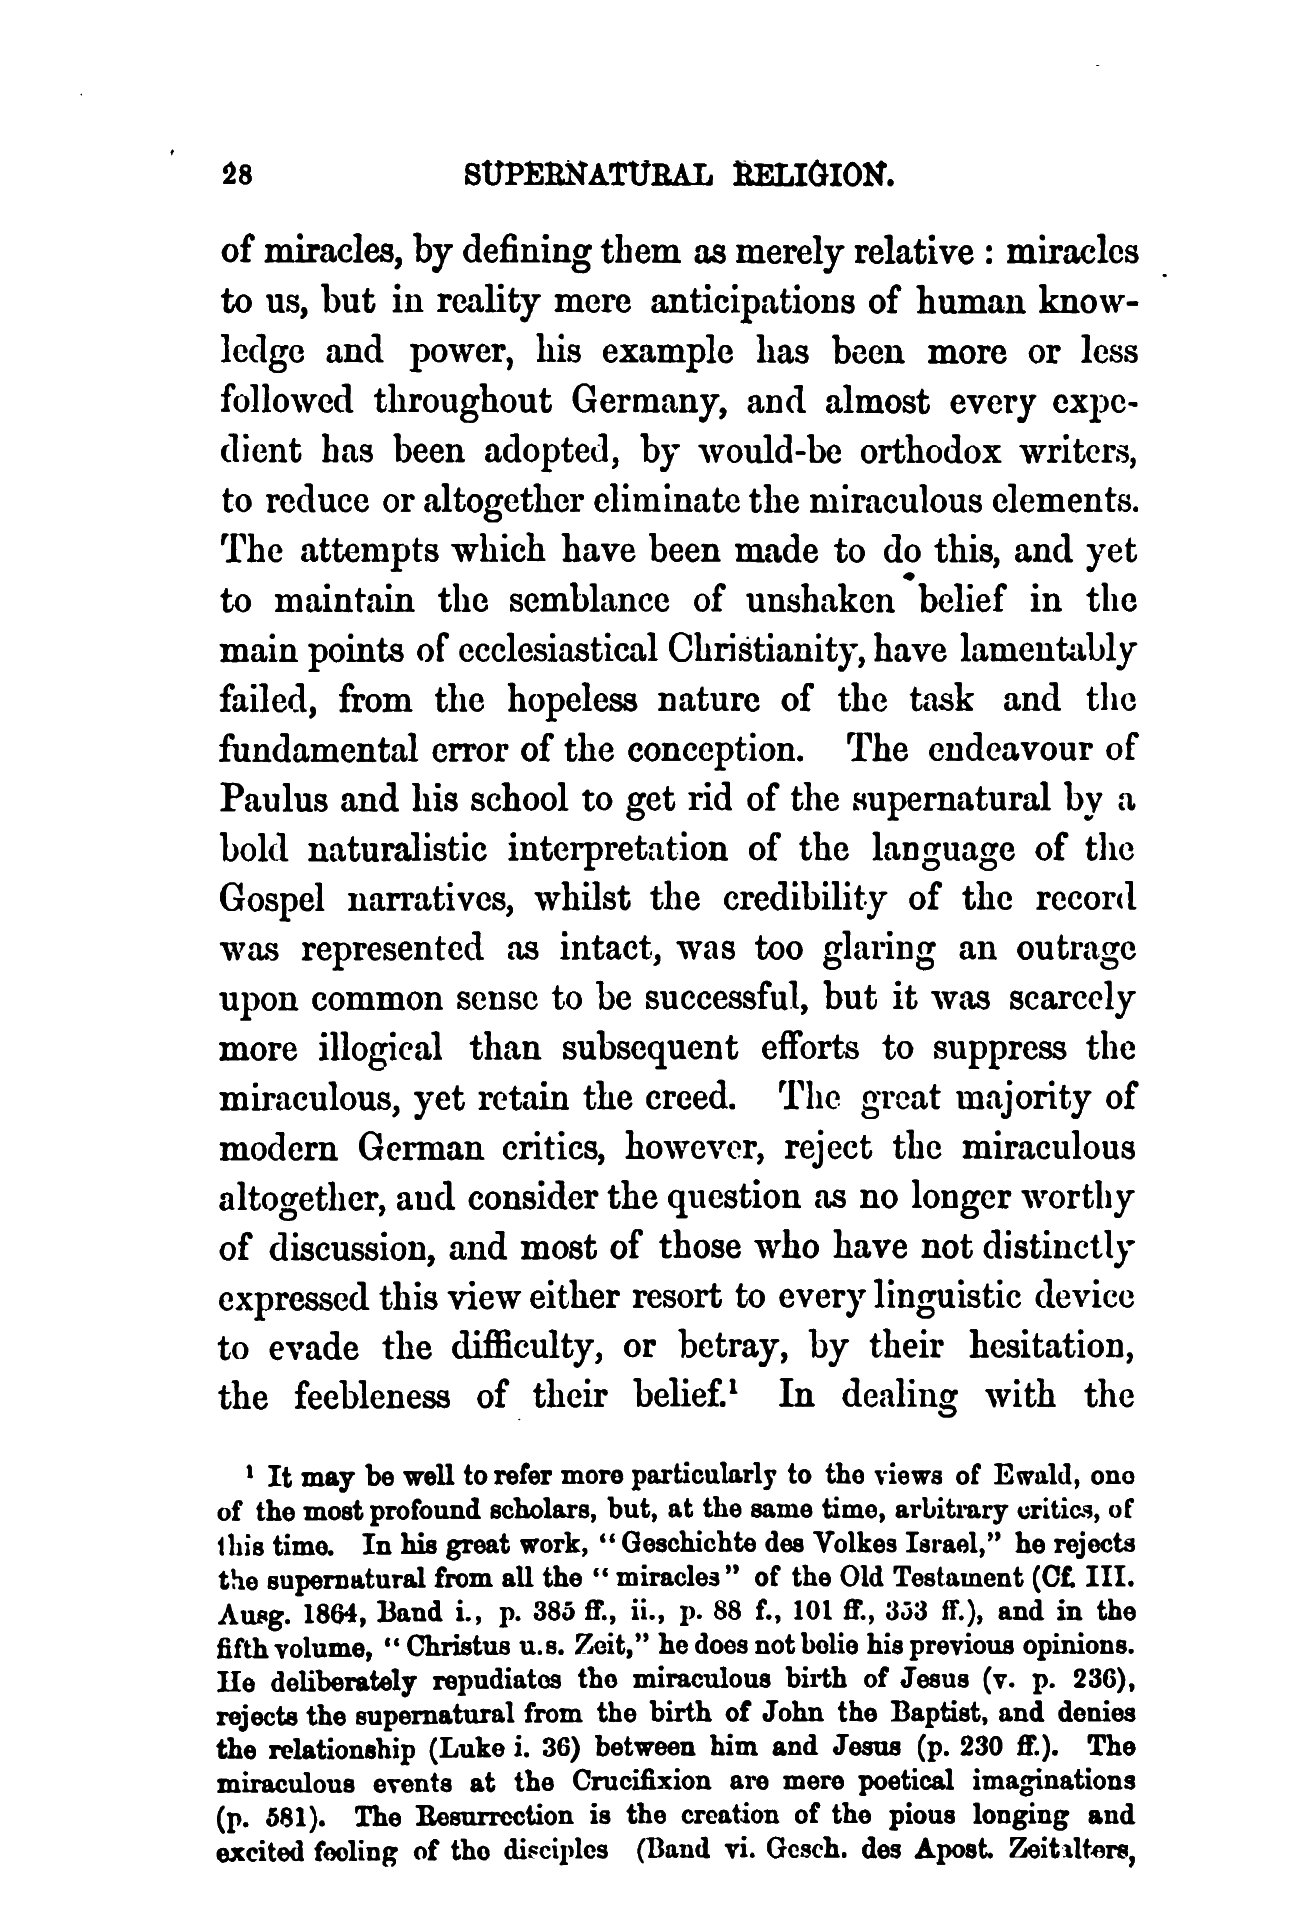 28 SUPERNATURAL RELIGION.
of miracles, by defining them as merely relative : miracles
to us, but in reality mere anticipations of human know-
ledge and power, his example has been more or less
followed throughout Germany, and almost every expe-
dient has been adopted, by would-be orthodox writers,
to reduce or altogether eliminate the miraculous elements.
The attempts which have been made to do this, and yet
to maintain the semblance of unshaken belief in the
main points of ecclesiastical Christianity, have lamentably
failed, from the hopeless nature of the task and the
fundamental error of the conception. The endeavour of
Paulus and his school to get rid of the supernatural by a
bold naturalistic interpretation of the language of the
Gospel narratives, whilst the credibility of the record
was represented as intact, was too glaring an outrage
upon common sense to be successful, but it was scarcely
more illogical than subsequent efforts to suppress the
miraculous, yet retain the creed. The great majority of
modern German critics, however, reject the miraculous
altogether, and consider the question as no longer worthy
of discussion, and most of those who have not distinctly
expressed this view either resort to every linguistic device
to evade the difficulty, or betray, by their hesitation,
the feebleness of their belief.¹ In dealing with the
¹ It may be well to refer more particularly to the views of Ewald, one
of the most profound scholars, but, at the same time, arbitrary critics, of
this time. In his great work, "Geschichte des Volkes Israel," he rejects
the supernatural from all the "miracles" of the Old Testament (Cf. III.
Ausg. 1864, Band i., p. 385 ff., ii., p. 88 f., 101 ff., 353 ff.), and in the
fifth volume, "Christus u.s. Zeit," he does not belie his previous opinions.
He deliberately repudiates the miraculous birth of Jesus (v. p. 236),
rejects the supernatural from the birth of John the Baptist, and denies
the relationship (Luke i. 36) between him and Jesus (p. 230 ff.). The
miraculous events at the Crucifixion are mere poetical imaginations
(p. 581). The Resurrection is the creation of the pious longing and
excited feeling of the disciples (Band vi. Gesch. des Apost. Zeitalters,